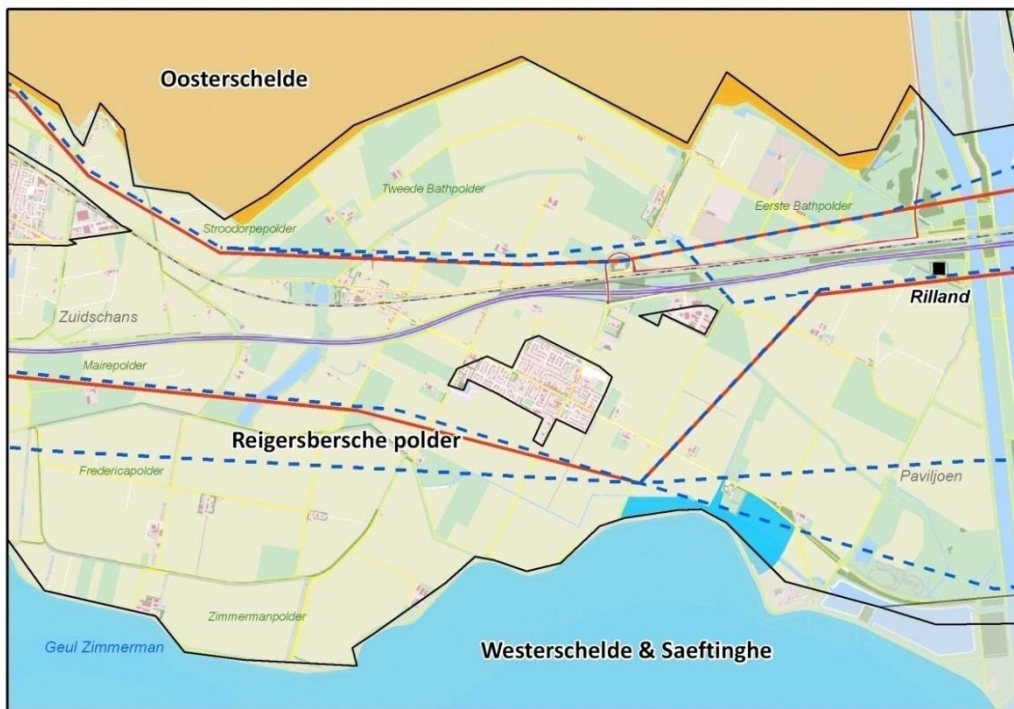 Oosterschelde
Tweede Bathpolder
Stroodorpepolder
Eerste Bathpolder
Rilland
Zuidschans
Mairepolder
Reigersbersche polder
Fredericapolder
Paviljoen
Zimmermanpolder
Geul Zimmerman
Westerschelde & Saeftinghe